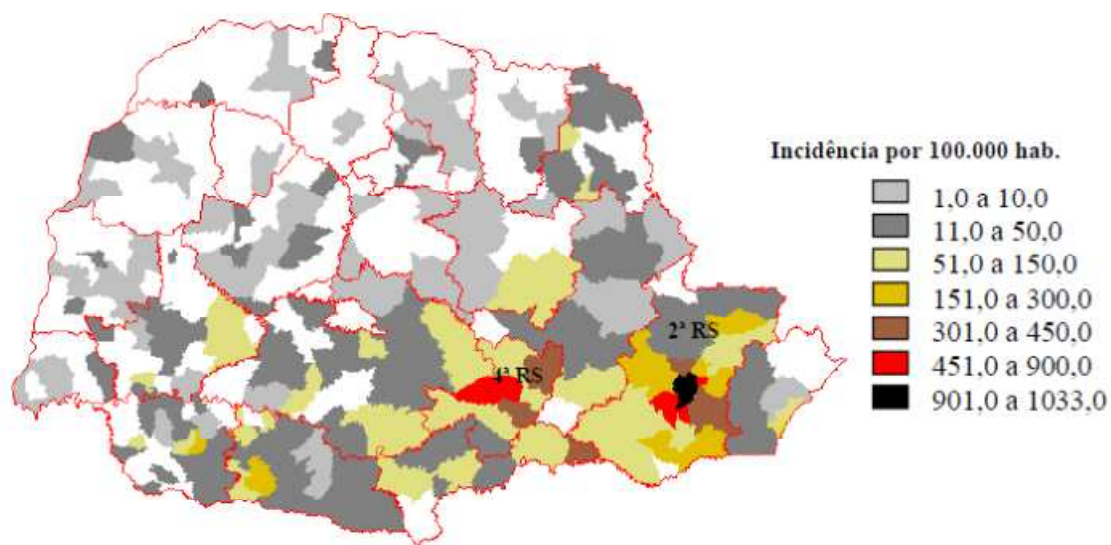 Incidência por 100.000 hab.
1,0 a 10,0
11,0 a 50,0
51,0 a 150,0
151,0 a 300,0
301,0 a 450,0
451,0 a 900,0
901,0 a 1033,0
2ª RS
4ª RS